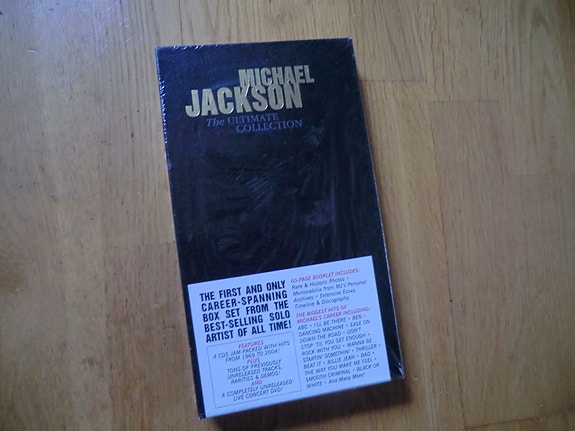 MICHAEL
JACKSON
The ULTIMATE
COLLECTION
THE FIRST AND ONLY
CAREER-SPANNING
BOX SET FROM THE
BEST-SELLING SOLO
ARTIST OF ALL TIME!
FEATURES
4 CDS JAM-PACKED WITH HITS
FROM 1969 TO 2004!
PLUS
TONS OF PREVIOUSLY
UNRELEASED TRACKS,
RARITIES & DEMOS!
AND
A COMPLETELY UNRELEASED
LIVE CONCERT DVD!
60-PAGE BOOKLET INCLUDES:
Rare & Historic Photos •
Memorabilia from MJ's Personal
Archives • Extensive Essay,
Timeline & Discography
THE BIGGEST HITS OF
MICHAEL'S CAREER INCLUDING:
ABC • I'LL BE THERE • BEN •
DANCING MACHINE • EASE ON
DOWN THE ROAD • DON'T
STOP 'TIL YOU GET ENOUGH •
ROCK WITH YOU • WANNA BE
STARTIN' SOMETHIN' • THRILLER •
BEAT IT • BILLIE JEAN • BAD •
THE WAY YOU MAKE ME FEEL •
SMOOTH CRIMINAL • BLACK OR
WHITE • And Many More!